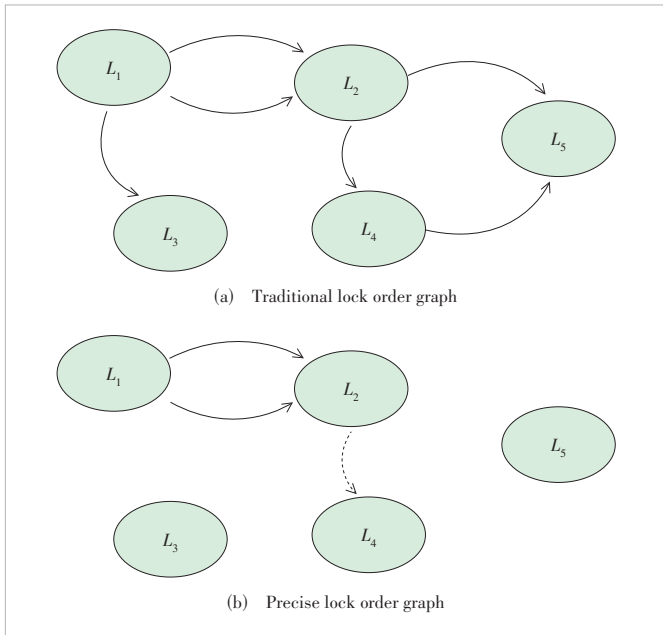 L1
L2
L5
L3
L4
(a) Traditional lock order graph
L1
L2
L5
L3
L4
(b) Precise lock order graph